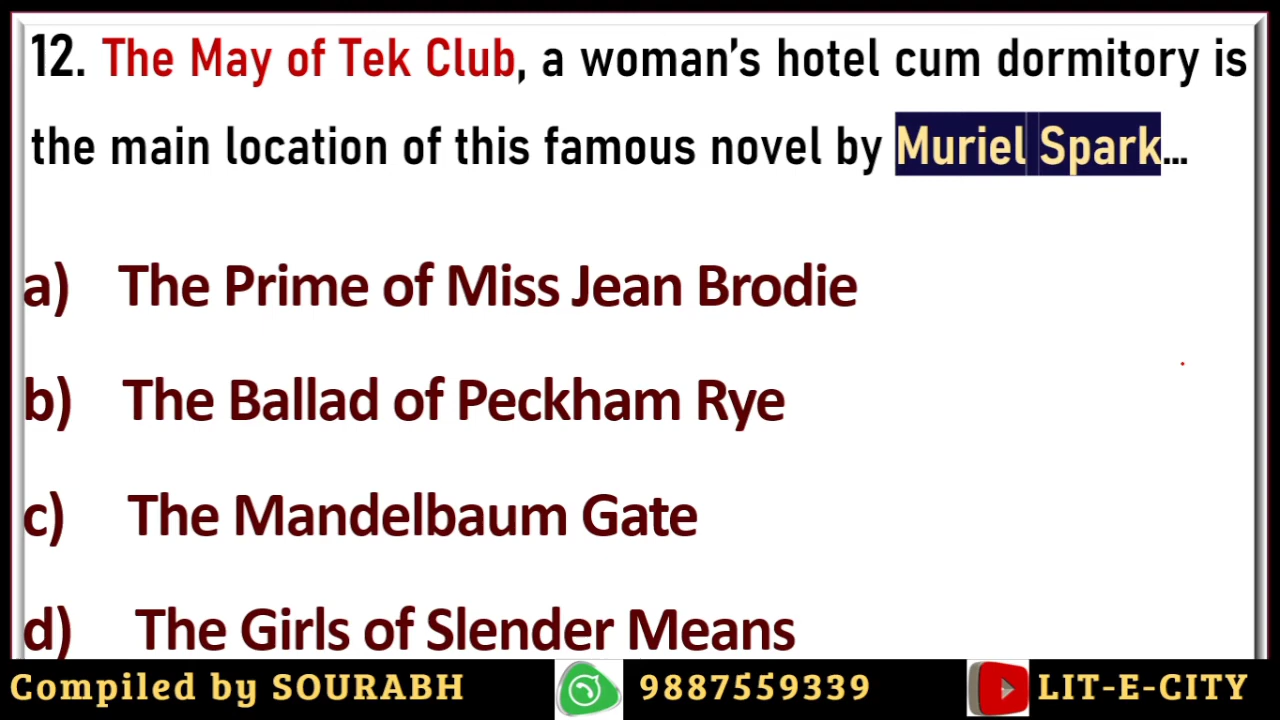 12. The May of Tek Club, a woman's hotel cum dormitory is
the main location of this famous novel by Muriel Spark...
a) The Prime of Miss Jean Brodie
b) The Ballad of Peckham Rye
c) The Mandelbaum Gate
d) The Girls of Slender Means
Compiled by SOURABH 9887559339 LIT-E-CITY